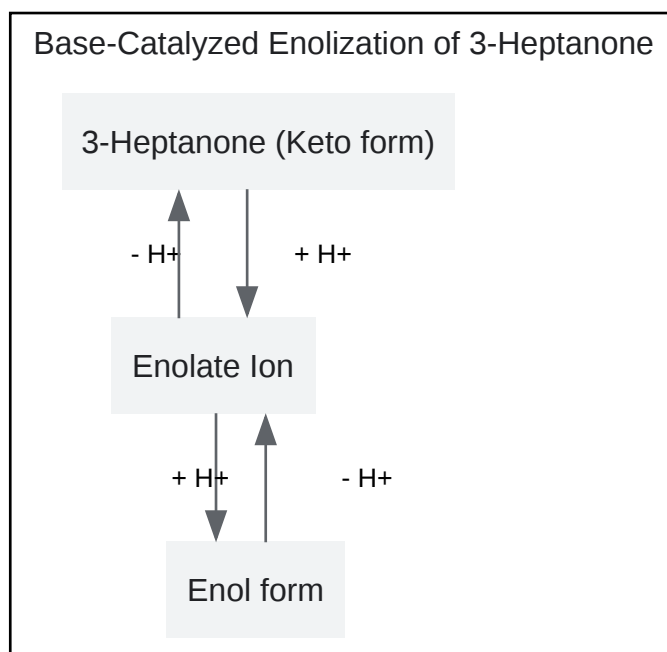 Base-Catalyzed Enolization of 3-Heptanone
3-Heptanone (Keto form)
- H+
+ H+
Enolate Ion
+ H+
- H+
Enol form